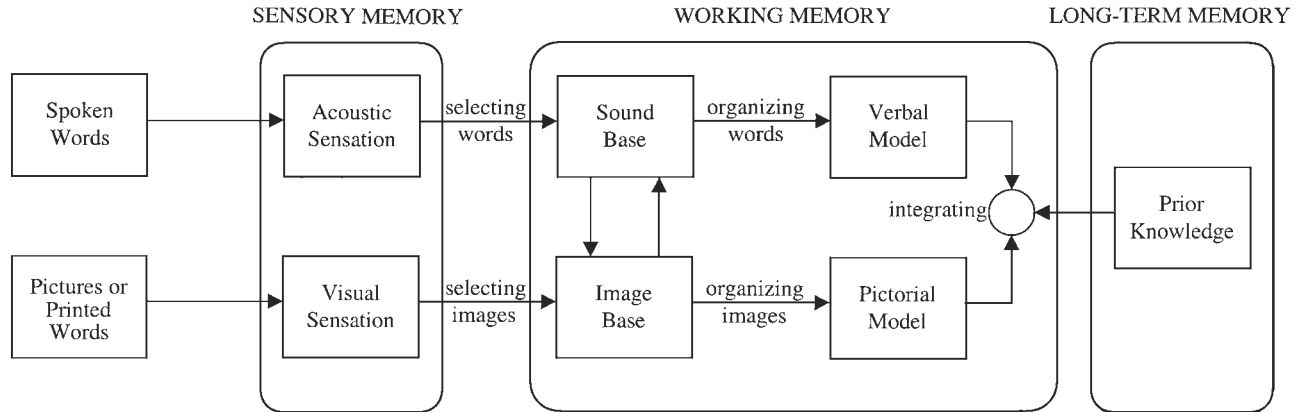 SENSORY MEMORY
WORKING MEMORY
LONG-TERM MEMORY
Spoken
Words
Acoustic
Sensation
selecting
words
Sound
Base
organizing
words
Verbal
Model
integrating
Prior
Knowledge
Pictures or
Printed
Words
Visual
Sensation
selecting
images
Image
Base
organizing
images
Pictorial
Model